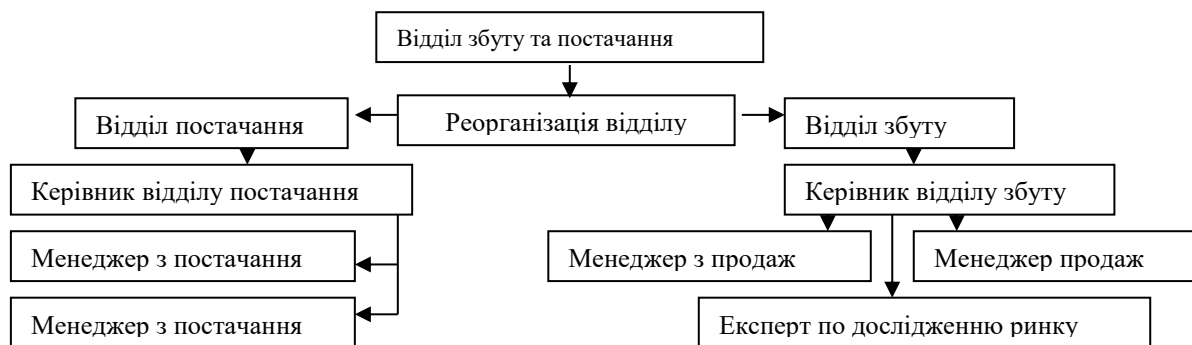 Відділ збуту та постачання
Відділ постачання
Реорганізація відділу
Відділ збуту
Керівник відділу постачання
Керівник відділу збуту
Менеджер з постачання
Менеджер з продаж
Менеджер продаж
Менеджер з постачання
Експерт по дослідженню ринку